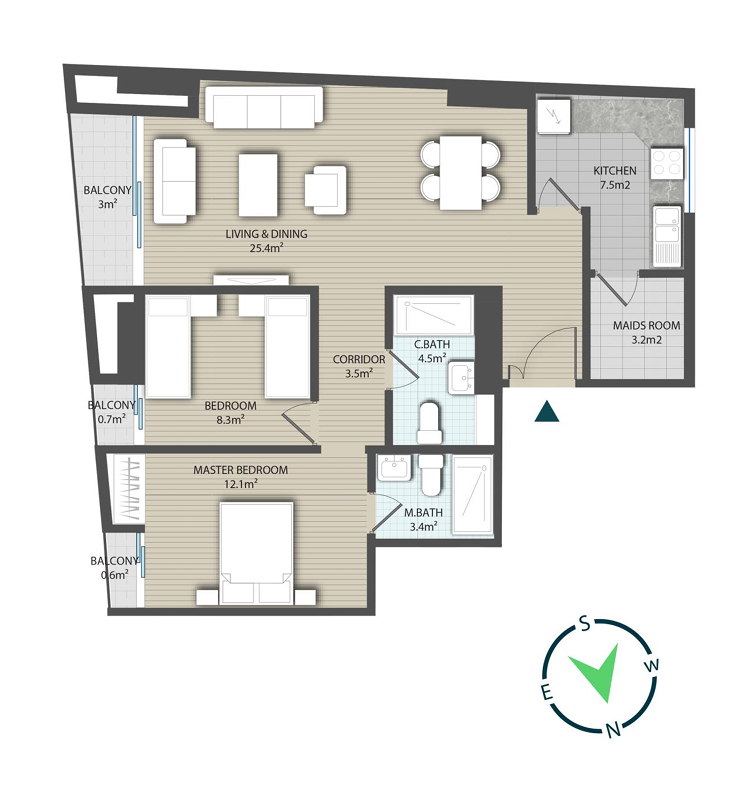 KITCHEN
7.5m2
BALCONY
3m²
LIVING & DINING
25.4m²
MAIDS ROOM
3.2m2
C.BATH
4.5m²
CORRIDOR
3.5m²
BALCONY
0.7m²
BEDROOM
8.3m²
MASTER BEDROOM
12.1m²
M.BATH
3.4m²
BALCONY
0.6m²
S
W
E
N